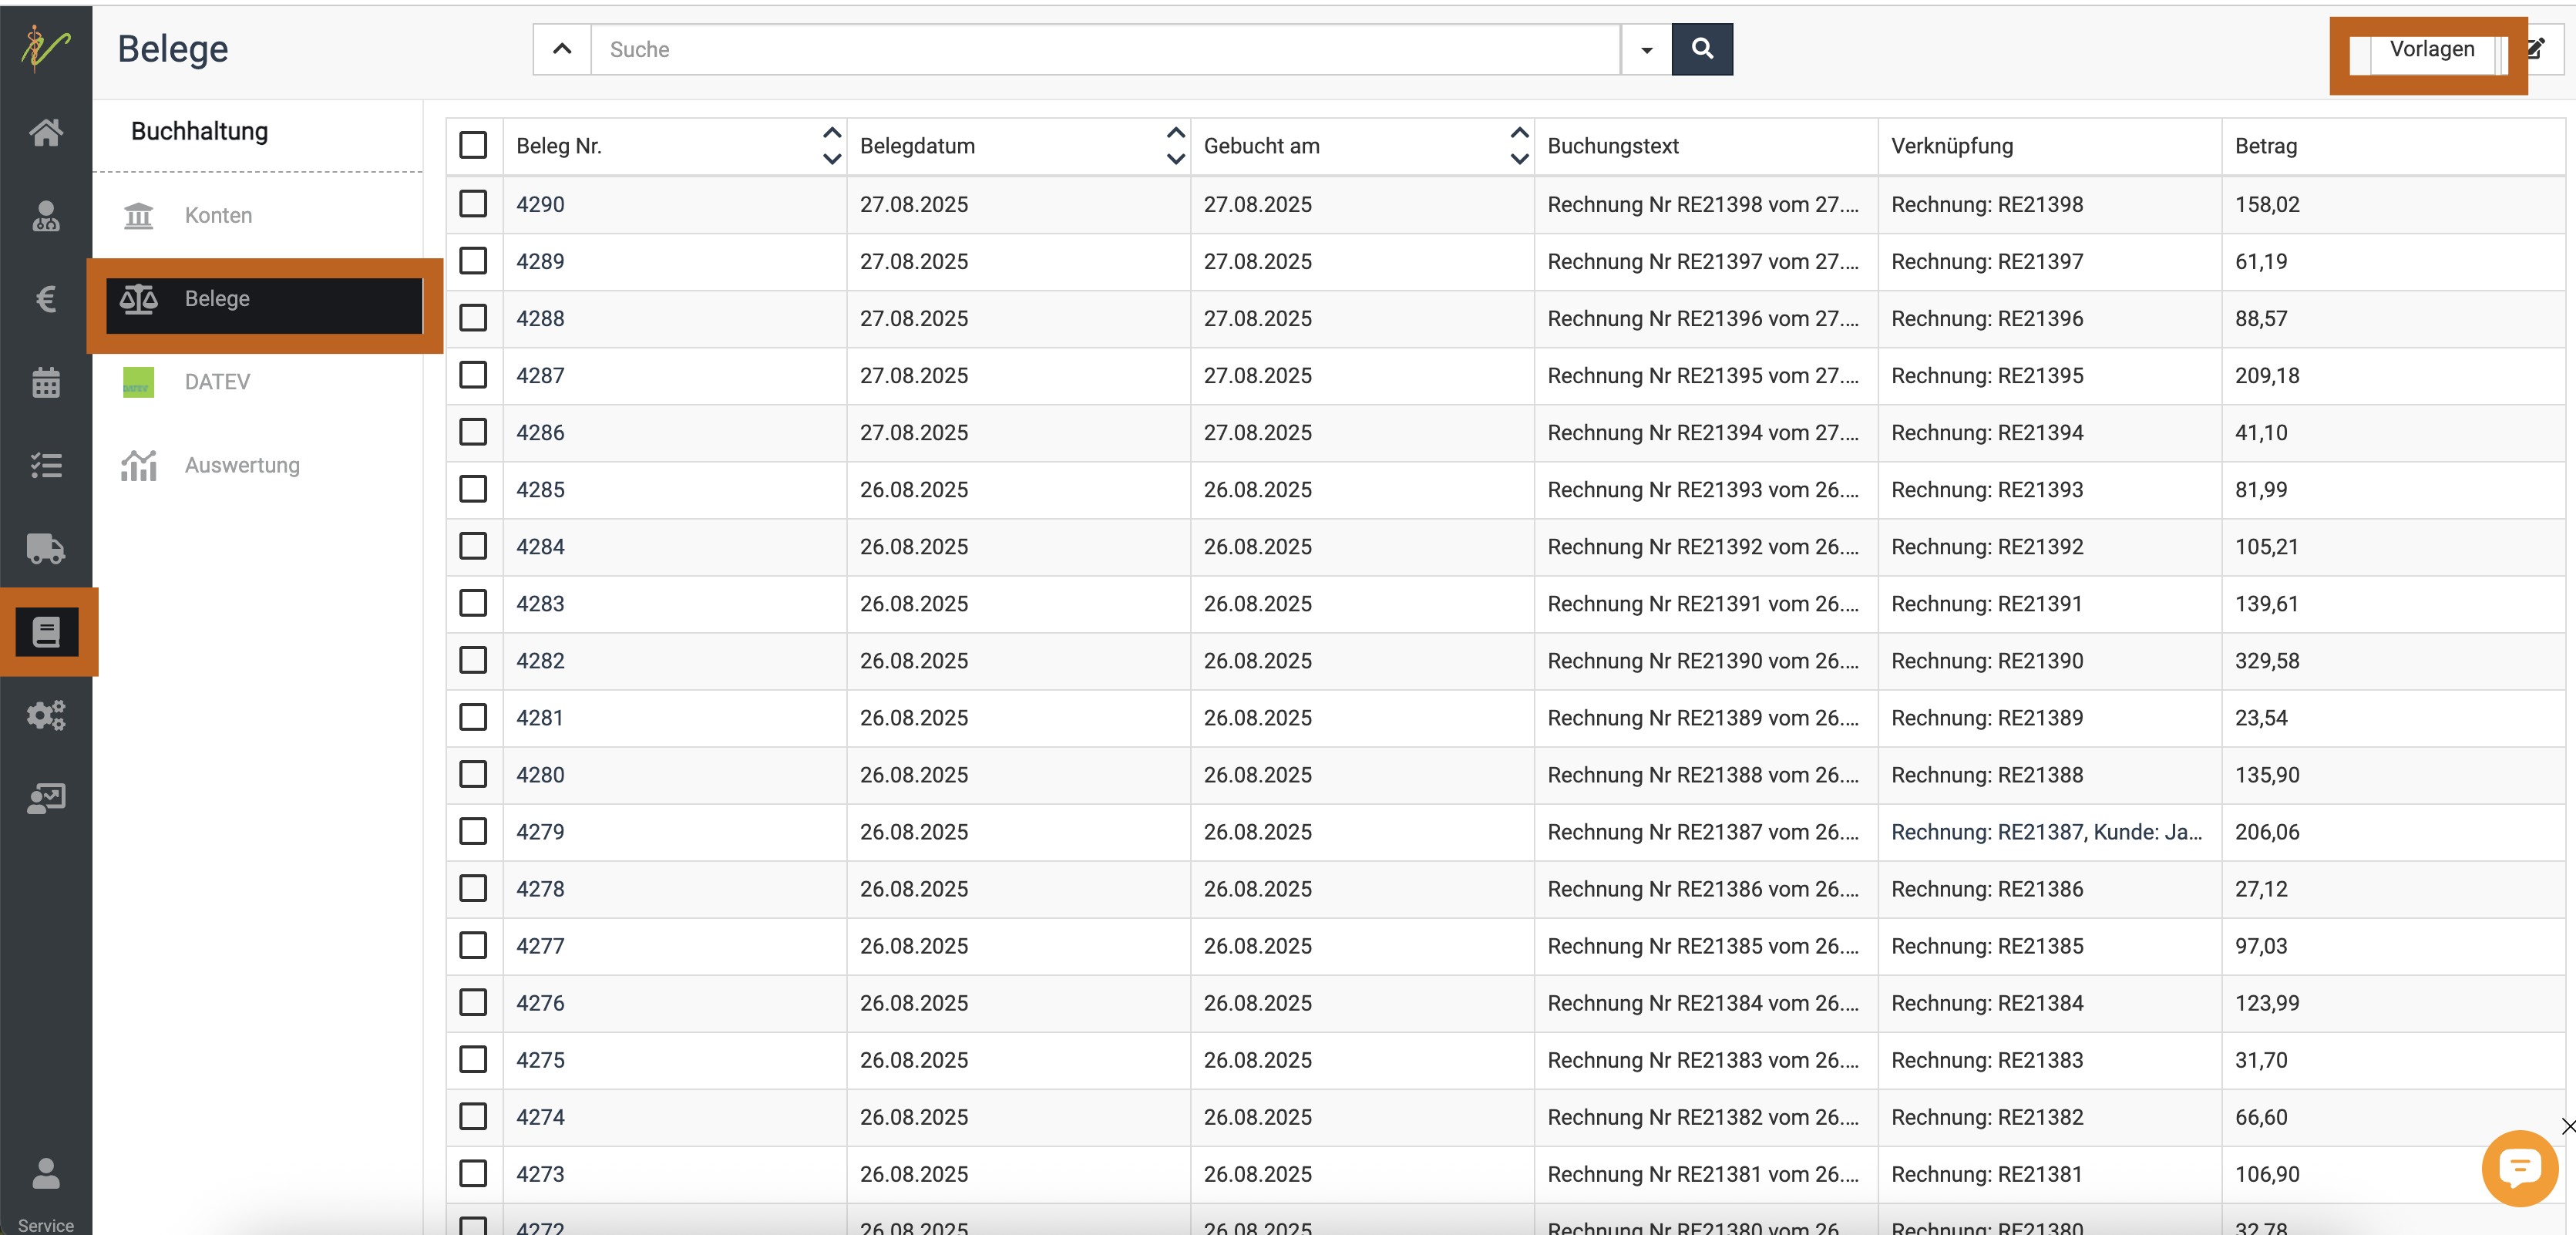 Belege
Suche
Vorlagen
Buchhaltung
Konten
Belege
DATEV
DATEV
Auswertung
Service
Beleg Nr. Belegdatum Gebucht am Buchungstext Verknüpfung Betrag
4290 27.08.2025 27.08.2025 Rechnung Nr RE21398 vom 27.... Rechnung: RE21398 158,02
4289 27.08.2025 27.08.2025 Rechnung Nr RE21397 vom 27.... Rechnung: RE21397 61,19
4288 27.08.2025 27.08.2025 Rechnung Nr RE21396 vom 27.... Rechnung: RE21396 88,57
4287 27.08.2025 27.08.2025 Rechnung Nr RE21395 vom 27.... Rechnung: RE21395 209,18
4286 27.08.2025 27.08.2025 Rechnung Nr RE21394 vom 27.... Rechnung: RE21394 41,10
4285 26.08.2025 26.08.2025 Rechnung Nr RE21393 vom 26.... Rechnung: RE21393 81,99
4284 26.08.2025 26.08.2025 Rechnung Nr RE21392 vom 26.... Rechnung: RE21392 105,21
4283 26.08.2025 26.08.2025 Rechnung Nr RE21391 vom 26.... Rechnung: RE21391 139,61
4282 26.08.2025 26.08.2025 Rechnung Nr RE21390 vom 26.... Rechnung: RE21390 329,58
4281 26.08.2025 26.08.2025 Rechnung Nr RE21389 vom 26.... Rechnung: RE21389 23,54
4280 26.08.2025 26.08.2025 Rechnung Nr RE21388 vom 26.... Rechnung: RE21388 135,90
4279 26.08.2025 26.08.2025 Rechnung Nr RE21387 vom 26.... Rechnung: RE21387, Kunde: Ja... 206,06
4278 26.08.2025 26.08.2025 Rechnung Nr RE21386 vom 26.... Rechnung: RE21386 27,12
4277 26.08.2025 26.08.2025 Rechnung Nr RE21385 vom 26.... Rechnung: RE21385 97,03
4276 26.08.2025 26.08.2025 Rechnung Nr RE21384 vom 26.... Rechnung: RE21384 123,99
4275 26.08.2025 26.08.2025 Rechnung Nr RE21383 vom 26.... Rechnung: RE21383 31,70
4274 26.08.2025 26.08.2025 Rechnung Nr RE21382 vom 26.... Rechnung: RE21382 66,60
4273 26.08.2025 26.08.2025 Rechnung Nr RE21381 vom 26.... Rechnung: RE21381 106,90
4272 26.08.2025 26.08.2025 Rechnung Nr RE21380 vom 26 Rechnung: RE21380 32,78